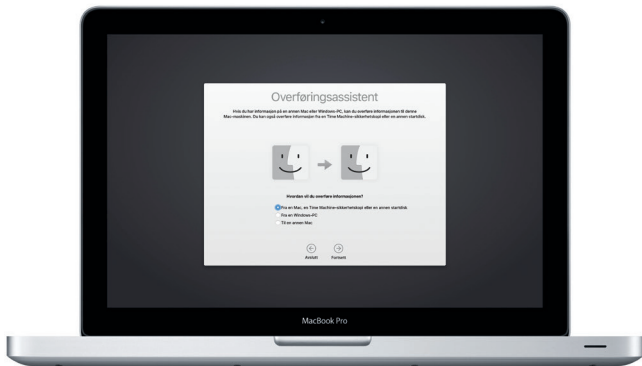 Overføringsassistent
Hvis du har informasjon på en annen Mac eller Windows-PC, kan du overføre informasjonen til denne
Mac-maskinen. Du kan også overføre informasjon fra en Time Machine-sikkerhetskopi eller en annen startdisk.
Hvordan vil du overføre informasjonen?
Fra en Mac, en Time Machine-sikkerhetskopi eller en annen startdisk
Fra en Windows-PC
Til en annen Mac
Avslutt Fortsett
MacBook Pro